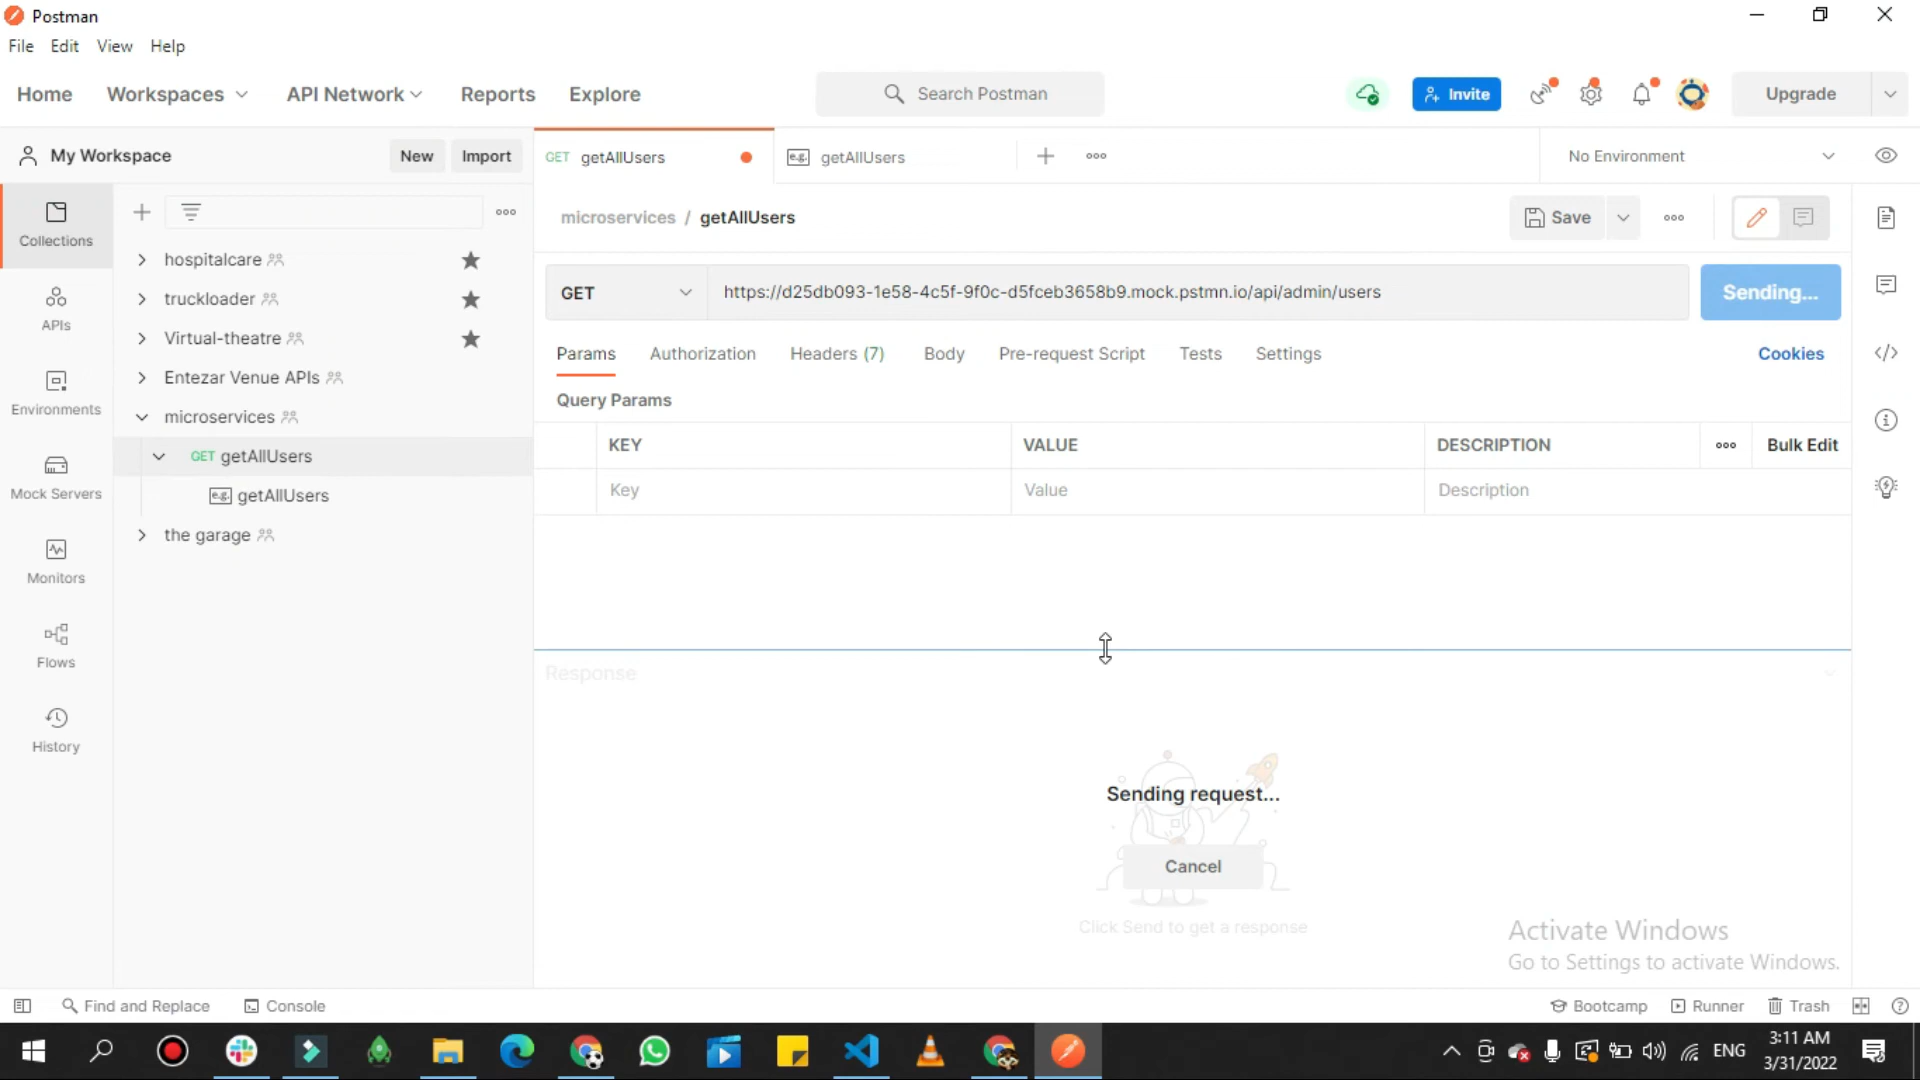 Postman
File Edit View Help
Home Workspaces API Network Reports Explore Search Postman Invite Upgrade
My Workspace New Import GET getAllUsers e.g. getAllUsers No Environment
Collections
APIs
Environments
Mock Servers
Monitors
Flows
History
hospitalcare
truckloader
Virtual-theatre
Entezar Venue APIs
microservices
GET getAllUsers
e.g. getAllUsers
the garage
microservices / getAllUsers Save
GET https://d25db093-1e58-4c5f-9f0c-d5fceb3658b9.mock.pstmn.io/api/admin/users Sending...
Params Authorization Headers (7) Body Pre-request Script Tests Settings Cookies
Query Params
KEY VALUE DESCRIPTION Bulk Edit
Key Value Description
Response
Sending request...
Cancel
Click Send to get a response
Activate Windows
Go to Settings to activate Windows.
Find and Replace Console Bootcamp Runner Trash
ENG 3:11 AM
3/31/2022